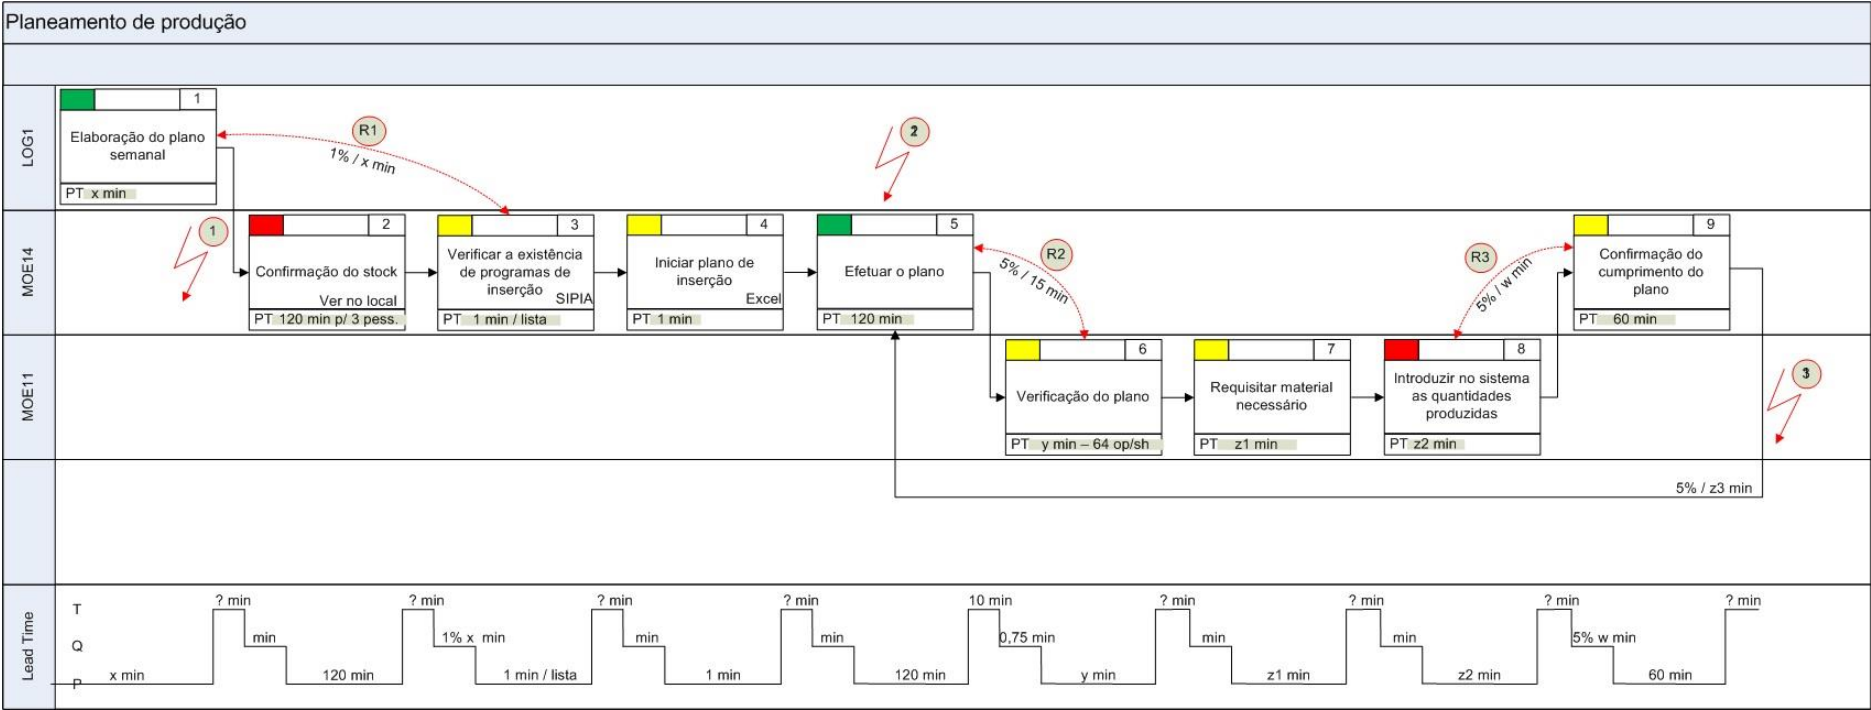 Planeamento de produção
LOG1
1
Elaboração do plano
semanal
PT x min
R1
1% / x min
2
MOE14
1
2
Confirmação do stock
Ver no local
PT 120 min p/ 3 pess.
3
Verificar a existência
de programas de
inserção
SIPIA
PT 1 min / lista
4
Iniciar plano de
inserção
Excel
PT 1 min
5
Efetuar o plano
PT 120 min
R2
5% / 15 min
R3
5% / w min
9
Confirmação do
cumprimento do
plano
PT 60 min
MOE11
6
Verificação do plano
PT y min – 64 op/sh
7
Requisitar material
necessário
PT z1 min
8
Introduzir no sistema
as quantidades
produzidas
PT z2 min
5% / z3 min
Lead Time
T
Q
P
? min
? min
? min
? min
10 min
? min
? min
? min
? min
min
1% x min
min
min
0,75 min
min
min
5% w min
x min
120 min
1 min / lista
1 min
120 min
y min
z1 min
z2 min
60 min